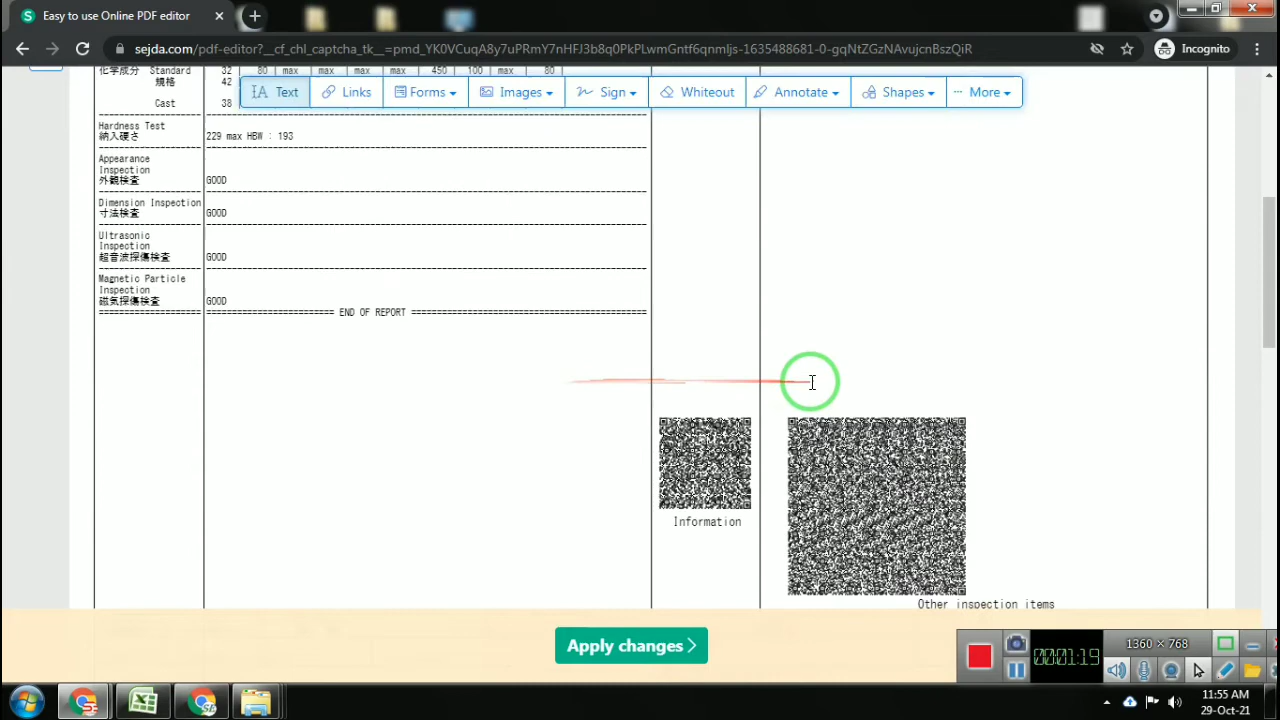 Easy to use Online PDF editor
sejda.com/pdf-editor?__cf_chl_captcha_tk__=pmd_YK0VCuqA8y7uPRmY7nHFJ3b8q0PkPLwmGntf6qnmljs-1635488681-0-gqNtZGzNAvujcnBszQiR
Incognito
化学成分 Standard 32 80 max max max 450 100 max 80
規格 42
Text Links Forms Images Sign Whiteout Annotate Shapes More
Cast 38
Hardness Test
納入硬さ 229 max HBW : 193
Appearance
Inspection
外観検査 GOOD
Dimension Inspection
寸法検査 GOOD
Ultrasonic
Inspection
超音波探傷検査 GOOD
Magnetic Particle
Inspection
磁気探傷検査 GOOD
END OF REPORT
Information
Other inspection items
Apply changes
1360 × 768
00:01:19
11:55 AM
29-Oct-21